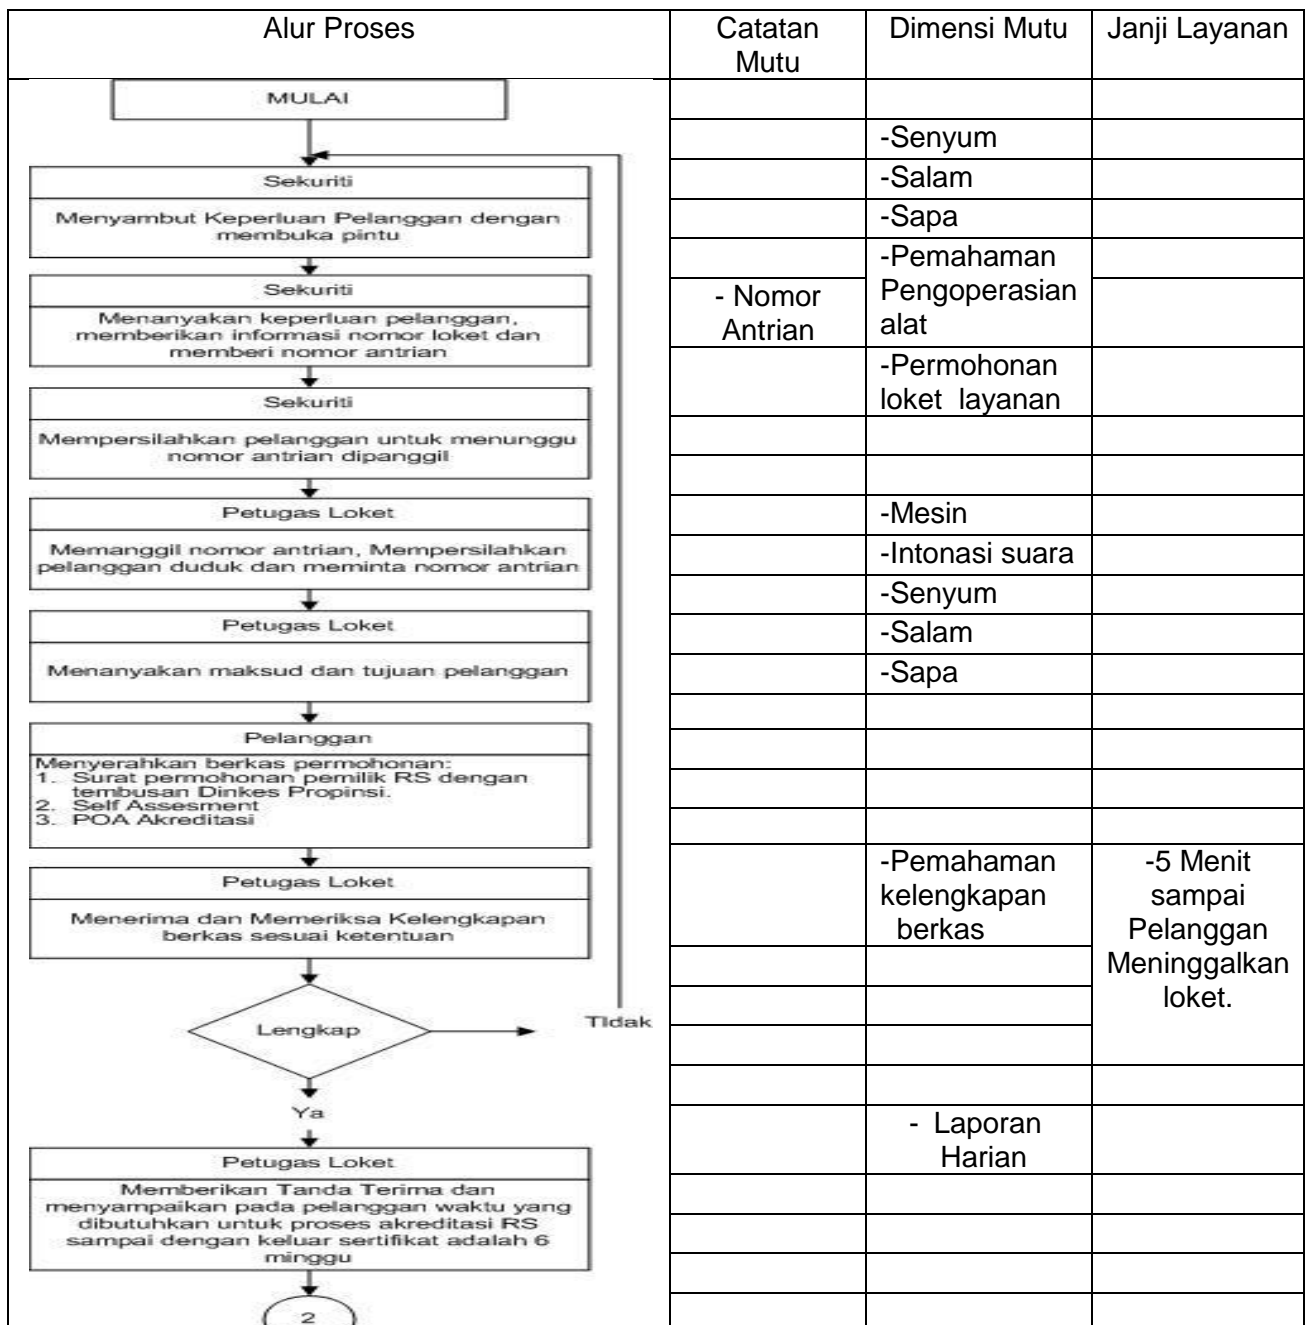 Alur Proses
Catatan
Mutu
Dimensi Mutu
Janji Layanan
MULAI
Sekuriti
Menyambut Keperluan Pelanggan dengan
membuka pintu
Sekuriti
Menanyakan keperluan pelanggan,
memberikan informasi nomor loket dan
memberi nomor antrian
Sekuriti
Mempersilahkan pelanggan untuk menunggu
nomor antrian dipanggil
Petugas Loket
Memanggil nomor antrian, Mempersilahkan
pelanggan duduk dan meminta nomor antrian
Petugas Loket
Menanyakan maksud dan tujuan pelanggan
Pelanggan
Menyerahkan berkas permohonan:
1. Surat permohonan pemilik RS dengan
tembusan Dinkes Propinsi.
2. Self Assesment
3. POA Akreditasi
Petugas Loket
Menerima dan Memeriksa Kelengkapan
berkas sesuai ketentuan
Lengkap
TIdak
Ya
Petugas Loket
Memberikan Tanda Terima dan
menyampaikan pada pelanggan waktu yang
dibutuhkan untuk proses akreditasi RS
sampai dengan keluar sertifikat adalah 6
minggu
2
- Nomor
Antrian
-Senyum
-Salam
-Sapa
-Pemahaman
Pengoperasian
alat
-Permohonan
loket layanan
-Mesin
-Intonasi suara
-Senyum
-Salam
-Sapa
-Pemahaman
kelengkapan
berkas
- Laporan
Harian
-5 Menit
sampai
Pelanggan
Meninggalkan
loket.